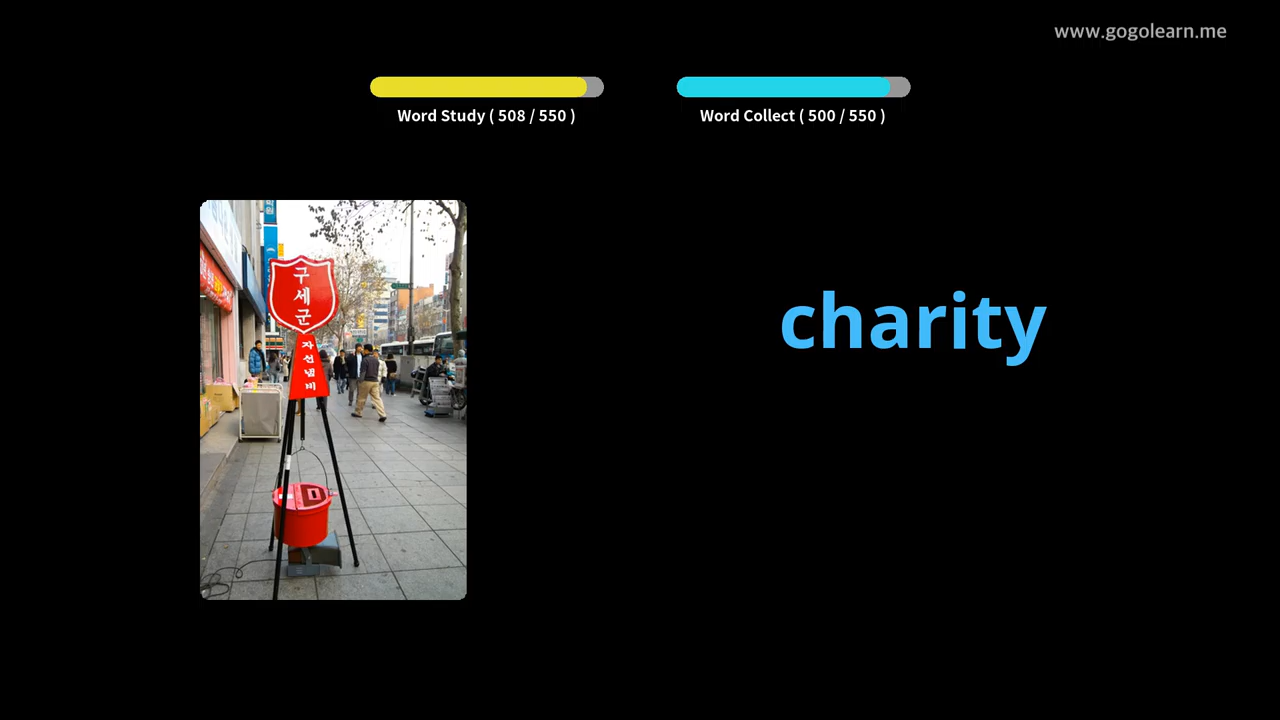 www.gogolearn.me
Word Study ( 508 / 550 )
Word Collect ( 500 / 550 )
구
세
군
자
선
냄
비
charity